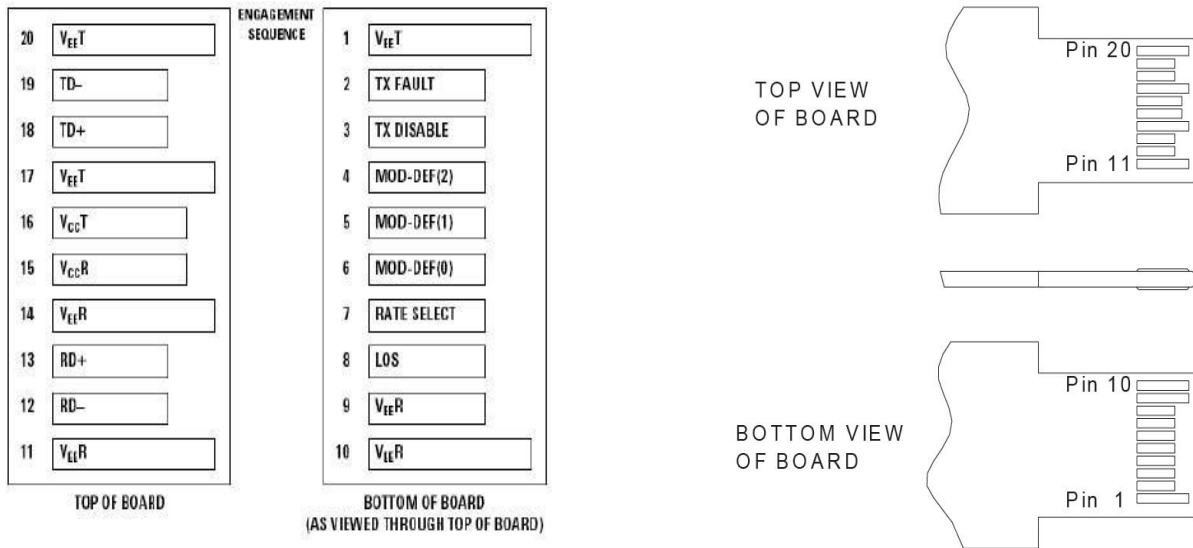 ENGAGEMENT
SEQUENCE
20 VEET
19 TD–
18 TD+
17 VEET
16 VCCT
15 VCCR
14 VEER
13 RD+
12 RD–
11 VEER
TOP OF BOARD
1 VEET
2 TX FAULT
3 TX DISABLE
4 MOD-DEF(2)
5 MOD-DEF(1)
6 MOD-DEF(0)
7 RATE SELECT
8 LOS
9 VEER
10 VEER
BOTTOM OF BOARD
(AS VIEWED THROUGH TOP OF BOARD)
TOP VIEW
OF BOARD
Pin 20
Pin 11
BOTTOM VIEW
OF BOARD
Pin 10
Pin 1